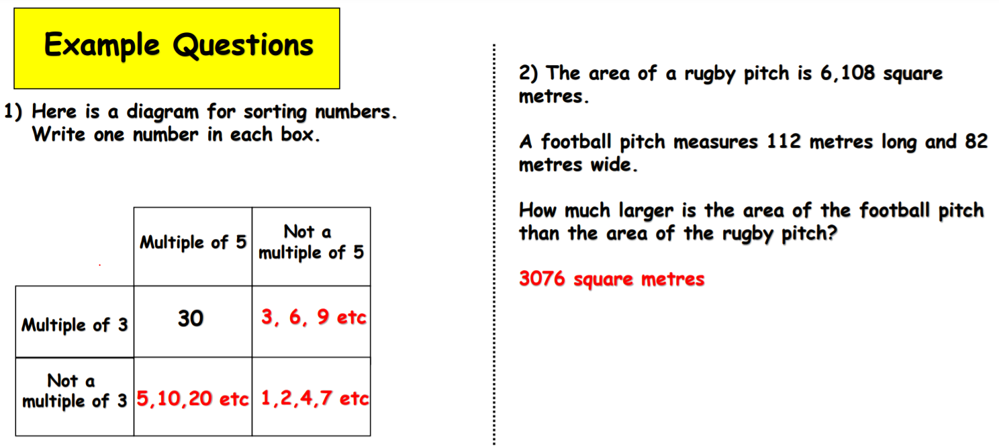 Example Questions
1) Here is a diagram for sorting numbers.
Write one number in each box.
Multiple of 5
Not a
multiple of 5
Multiple of 3
30
3, 6, 9 etc
Not a
multiple of 3
5,10,20 etc
1,2,4,7 etc
2) The area of a rugby pitch is 6,108 square
metres.
A football pitch measures 112 metres long and 82
metres wide.
How much larger is the area of the football pitch
than the area of the rugby pitch?
3076 square metres